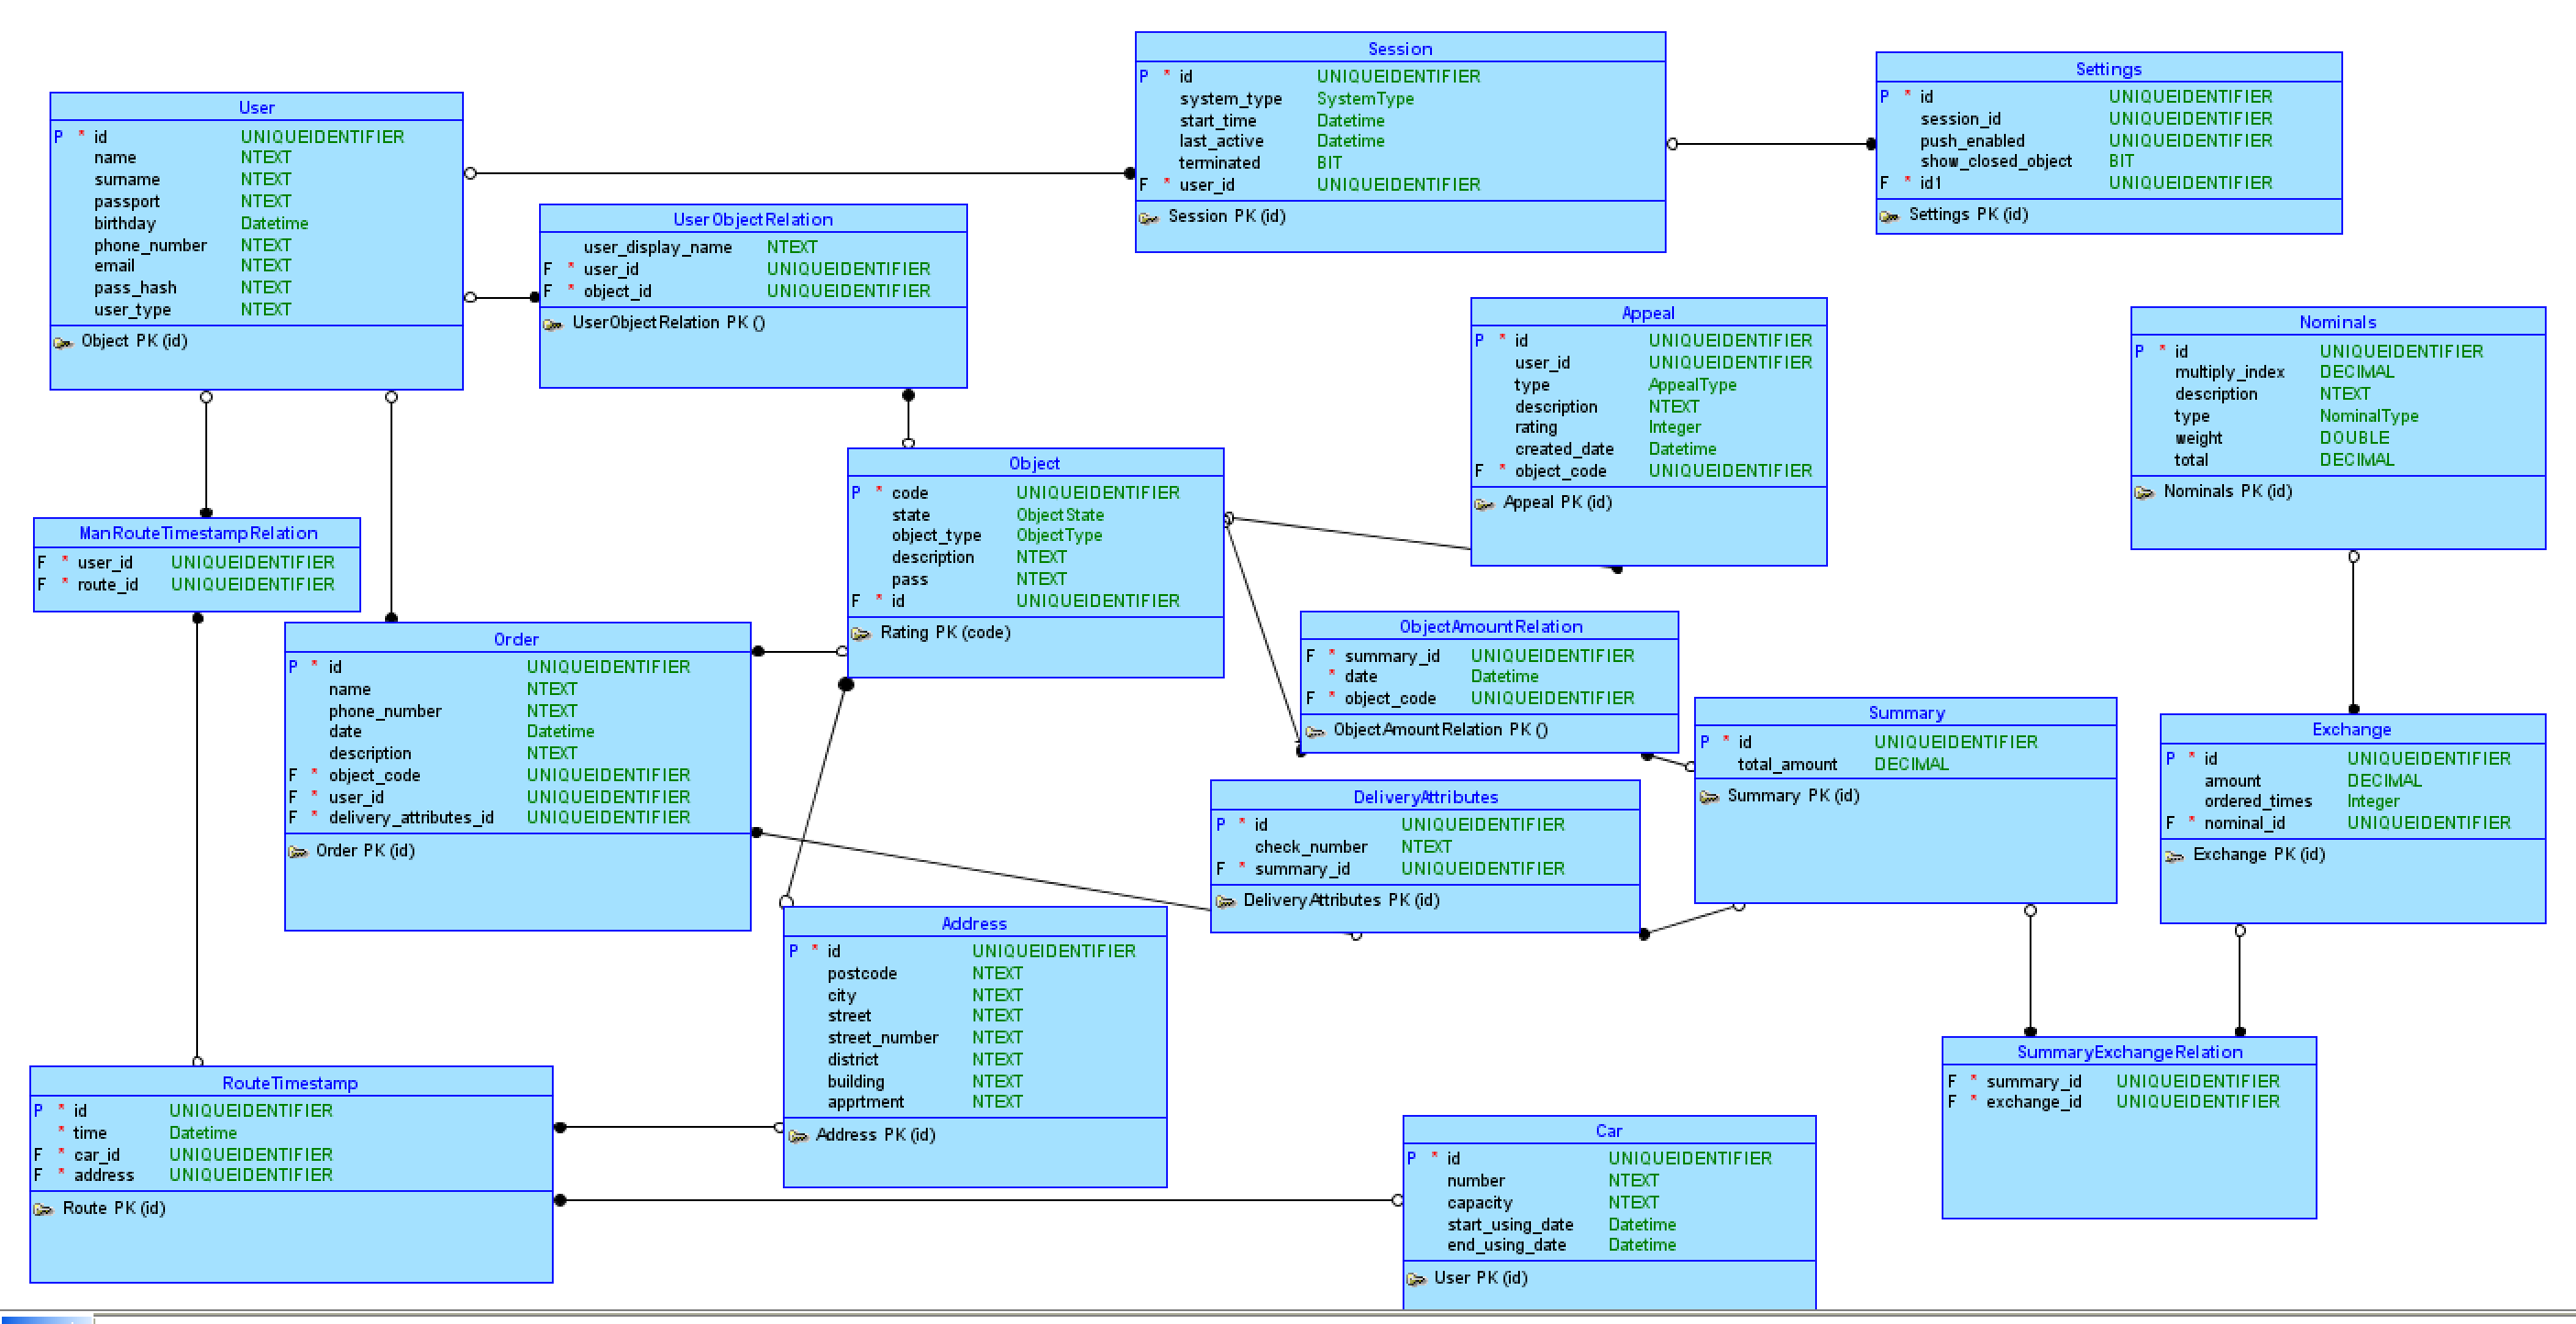 User
P * id UNIQUEIDENTIFIER
name NTEXT
surname NTEXT
passport NTEXT
birthday Datetime
phone_number NTEXT
email NTEXT
pass_hash NTEXT
user_type NTEXT
Object PK (id)
Session
P * id UNIQUEIDENTIFIER
system_type SystemType
start_time Datetime
last_active Datetime
terminated BIT
F * user_id UNIQUEIDENTIFIER
Session PK (id)
Settings
P * id UNIQUEIDENTIFIER
session_id UNIQUEIDENTIFIER
push_enabled UNIQUEIDENTIFIER
show_closed_object BIT
F * id1 UNIQUEIDENTIFIER
Settings PK (id)
UserObjectRelation
user_display_name NTEXT
F * user_id UNIQUEIDENTIFIER
F * object_id UNIQUEIDENTIFIER
UserObjectRelation PK ()
Appeal
P * id UNIQUEIDENTIFIER
user_id UNIQUEIDENTIFIER
type AppealType
description NTEXT
rating Integer
created_date Datetime
F * object_code UNIQUEIDENTIFIER
Appeal PK (id)
Nominals
P * id UNIQUEIDENTIFIER
multiply_index DECIMAL
description NTEXT
type NominalType
weight DOUBLE
total DECIMAL
Nominals PK (id)
Object
P * code UNIQUEIDENTIFIER
state ObjectState
object_type ObjectType
description NTEXT
pass NTEXT
F * id UNIQUEIDENTIFIER
Rating PK (code)
ManRouteTimestampRelation
F * user_id UNIQUEIDENTIFIER
F * route_id UNIQUEIDENTIFIER
Order
P * id UNIQUEIDENTIFIER
name NTEXT
phone_number NTEXT
date Datetime
description NTEXT
F * object_code UNIQUEIDENTIFIER
F * user_id UNIQUEIDENTIFIER
F * delivery_attributes_id UNIQUEIDENTIFIER
Order PK (id)
ObjectAmountRelation
F * summary_id UNIQUEIDENTIFIER
* date Datetime
F * object_code UNIQUEIDENTIFIER
ObjectAmountRelation PK ()
Summary
P * id UNIQUEIDENTIFIER
total_amount DECIMAL
Summary PK (id)
Exchange
P * id UNIQUEIDENTIFIER
amount DECIMAL
ordered_times Integer
F * nominal_id UNIQUEIDENTIFIER
Exchange PK (id)
DeliveryAttributes
P * id UNIQUEIDENTIFIER
check_number NTEXT
F * summary_id UNIQUEIDENTIFIER
DeliveryAttributes PK (id)
Address
P * id UNIQUEIDENTIFIER
postcode NTEXT
city NTEXT
street NTEXT
street_number NTEXT
district NTEXT
building NTEXT
apprtment NTEXT
Address PK (id)
RouteTimestamp
P * id UNIQUEIDENTIFIER
* time Datetime
F * car_id UNIQUEIDENTIFIER
F * address UNIQUEIDENTIFIER
Route PK (id)
SummaryExchangeRelation
F * summary_id UNIQUEIDENTIFIER
F * exchange_id UNIQUEIDENTIFIER
Car
P * id UNIQUEIDENTIFIER
number NTEXT
capacity NTEXT
start_using_date Datetime
end_using_date Datetime
User PK (id)